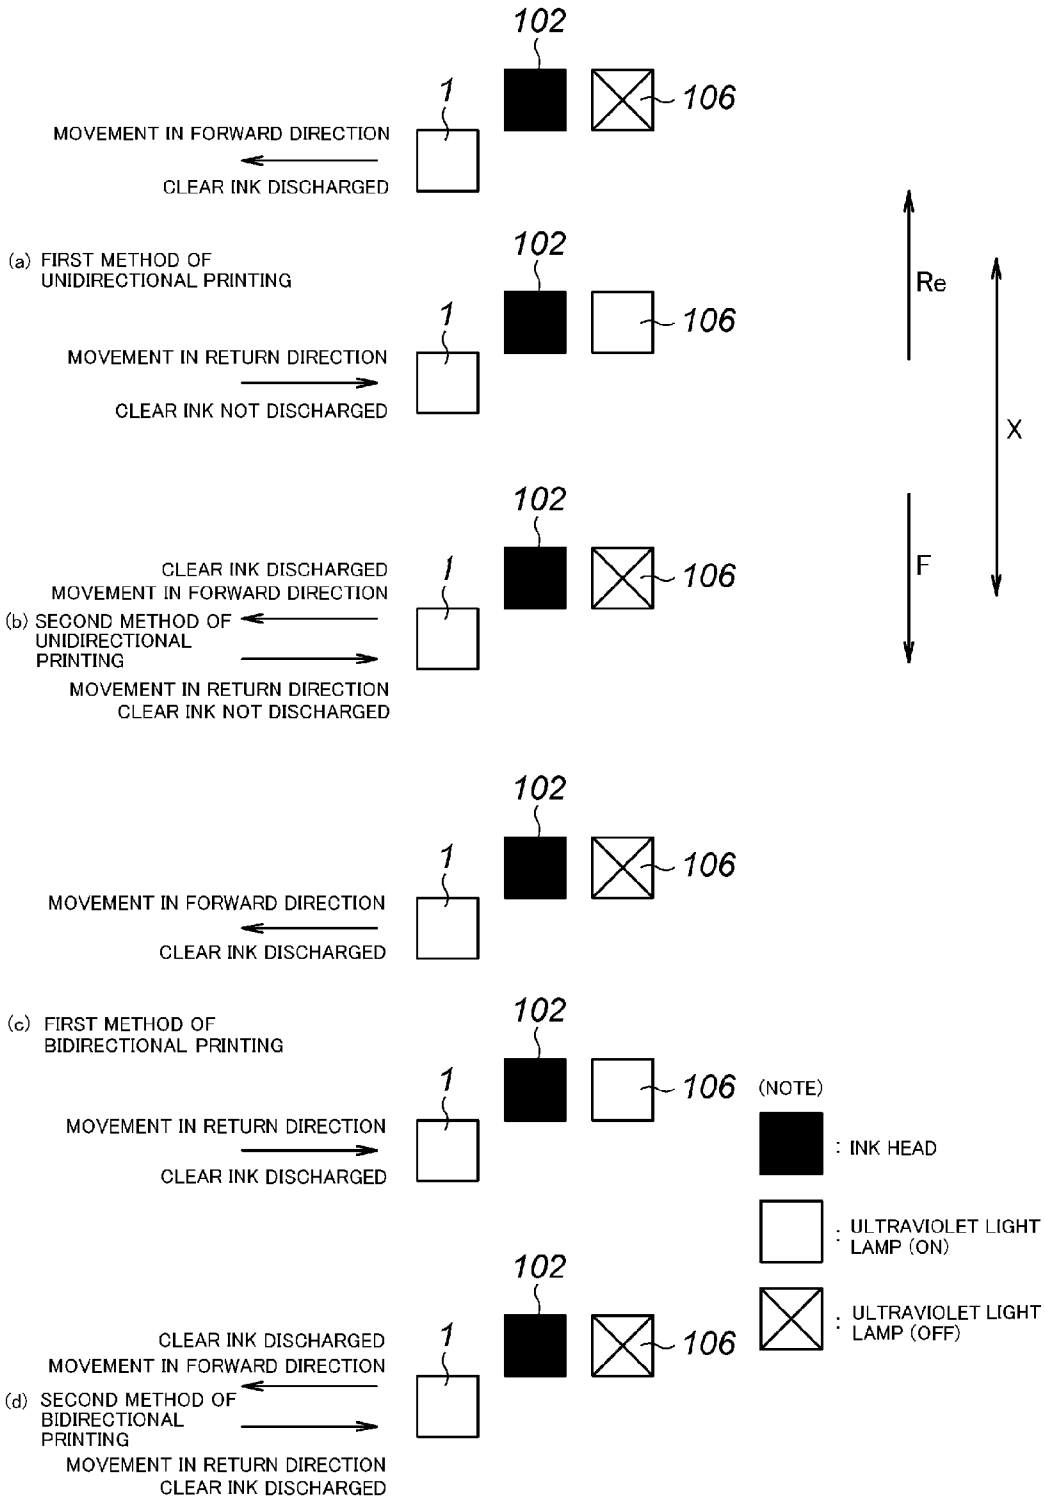 102
1
106
MOVEMENT IN FORWARD DIRECTION
CLEAR INK DISCHARGED
(a) FIRST METHOD OF
UNIDIRECTIONAL PRINTING
102
1
106
MOVEMENT IN RETURN DIRECTION
CLEAR INK NOT DISCHARGED
Re
X
F
102
1
106
CLEAR INK DISCHARGED
MOVEMENT IN FORWARD DIRECTION
(b) SECOND METHOD OF
UNIDIRECTIONAL
PRINTING
MOVEMENT IN RETURN DIRECTION
CLEAR INK NOT DISCHARGED
102
1
106
MOVEMENT IN FORWARD DIRECTION
CLEAR INK DISCHARGED
(c) FIRST METHOD OF
BIDIRECTIONAL PRINTING
102
1
106
MOVEMENT IN RETURN DIRECTION
CLEAR INK DISCHARGED
(NOTE)
: INK HEAD
: ULTRAVIOLET LIGHT
LAMP (ON)
: ULTRAVIOLET LIGHT
LAMP (OFF)
102
1
106
CLEAR INK DISCHARGED
MOVEMENT IN FORWARD DIRECTION
(d) SECOND METHOD OF
BIDIRECTIONAL
PRINTING
MOVEMENT IN RETURN DIRECTION
CLEAR INK DISCHARGED